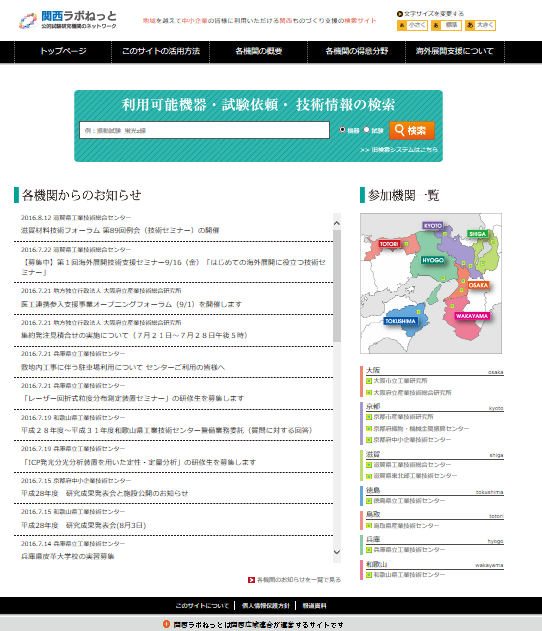 関西ラボねっと
公的試験研究機関のネットワーク
地域を越えて中小企業の皆様に利用いただける関西ものづくり支援の検索サイト
文字サイズを変更する
あ 小さく あ 標準 あ 大きく
トップページ
このサイトの活用方法
各機関の概要
各機関の得意分野
海外展開支援について
利用可能機器・試験依頼・技術情報の検索
例：振動試験 蛍光x線
機器 試験
検索
>> 旧検索システムはこちら
各機関からのお知らせ
2016.8.12 滋賀県工業技術総合センター
滋賀材料技術フォーラム 第89回例会（技術セミナー）の開催
2016.7.22 滋賀県工業技術総合センター
【募集中】第１回海外展開技術支援セミナー9/16（金）「はじめての海外展開に役立つ技術セ
ミナー」
2016.7.21 地方独立行政法人 大阪府立産業技術総合研究所
医工連携参入支援事業オープニングフォーラム（9/1）を開催します
2016.7.21 地方独立行政法人 大阪府立産業技術総合研究所
集約発注見積合せの実施について（７月２１日～７月２８日午後５時）
2016.7.21 兵庫県立工業技術センター
敷地内工事に伴う駐車場利用について センターご利用の皆様へ
2016.7.21 兵庫県立工業技術センター
「レーザー回折式粒度分布測定装置セミナー」の研修生を募集します
2016.7.19 和歌山県工業技術センター
平成２８年度～平成３１年度和歌山県工業技術センター警備業務委託（質問に対する回答）
2016.7.19 兵庫県立工業技術センター
「ICP発光分光分析装置を用いた定性・定量分析」の研修生を募集します
2016.7.15 京都府中小企業技術センター
平成28年度　研究成果発表会と施設公開のお知らせ
2016.7.15 和歌山県工業技術センター
平成28年度　研究成果発表会(8月3日)
2016.7.14 兵庫県立工業技術センター
兵庫県皮革大学校の実習募集
各機関のお知らせを一覧で見る
参加機関一覧
KYOTO
SHIGA
TOTORI
HYOGO
OSAKA
TOKUSHIMA
WAKAYAMA
大阪 osaka
大阪市立工業研究所
大阪府立産業技術総合研究所
京都 kyoto
京都市産業技術研究所
京都府織物・機械金属振興センター
京都府中小企業技術センター
滋賀 shiga
滋賀県工業技術総合センター
滋賀県東北部工業技術センター
徳島 tokushima
徳島県立工業技術センター
鳥取 totori
鳥取県産業技術センター
兵庫 hyogo
兵庫県立工業技術センター
和歌山 wakayama
和歌山県工業技術センター
このサイトについて
個人情報保護方針
報道資料
関西ラボねっとは関西広域連合が運営するサイトです